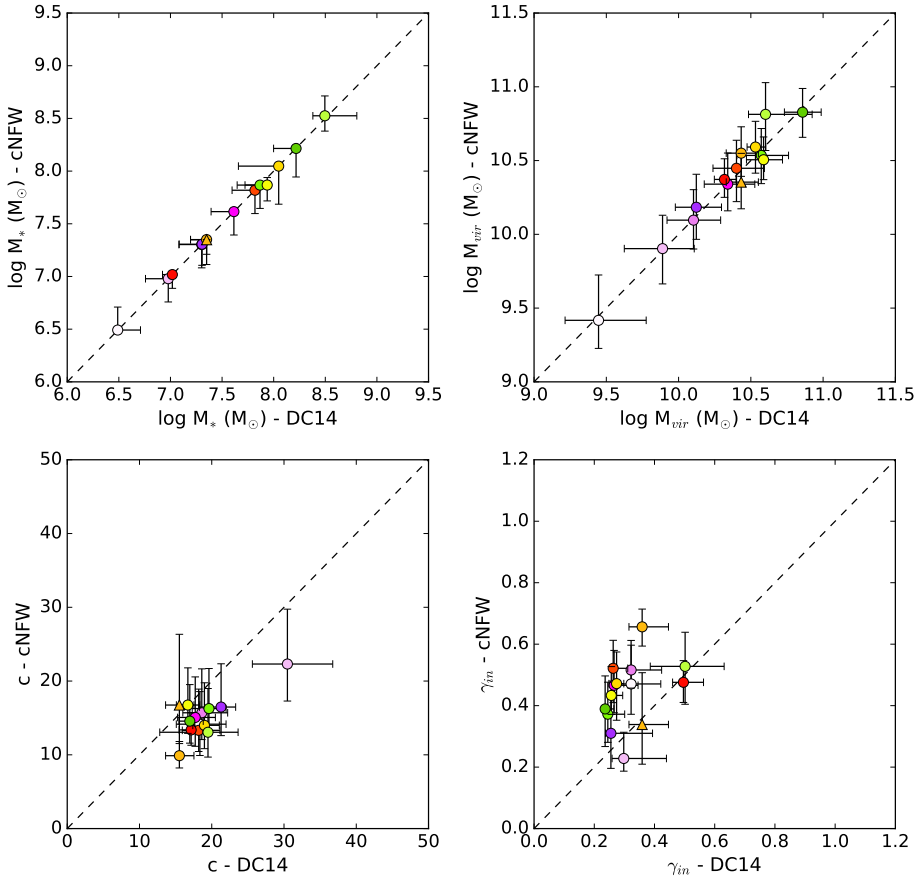 9.5
9.0
8.5
8.0
7.5
7.0
6.5
6.0
log M* (M⊙) - cNFW
6.0 6.5 7.0 7.5 8.0 8.5 9.0 9.5
log M* (M⊙) - DC14
11.5
11.0
10.5
10.0
9.5
9.0
log Mvir (M⊙) - cNFW
9.0 9.5 10.0 10.5 11.0 11.5
log Mvir (M⊙) - DC14
50
40
30
20
10
0
c - cNFW
0 10 20 30 40 50
c - DC14
1.2
1.0
0.8
0.6
0.4
0.2
0.0
γin - cNFW
0.0 0.2 0.4 0.6 0.8 1.0 1.2
γin - DC14